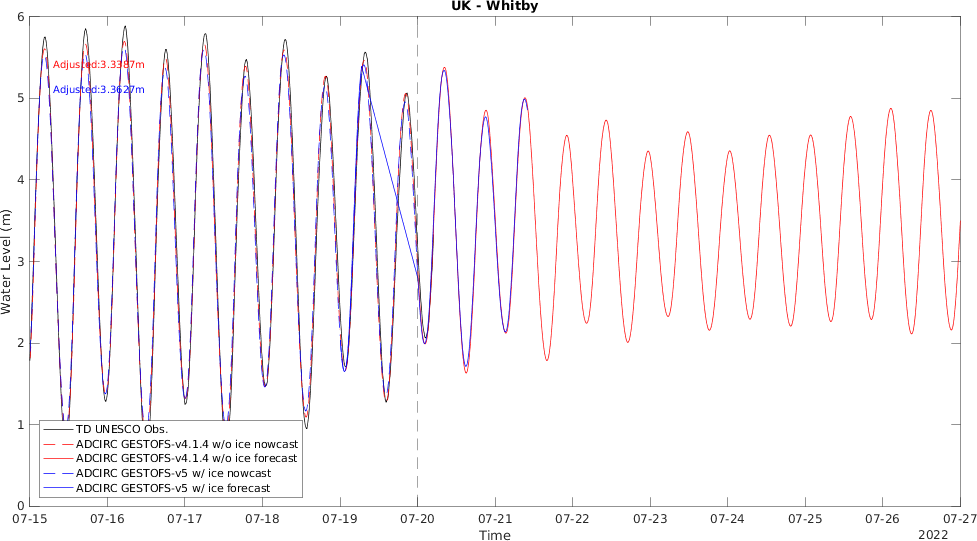 UK - Whitby
6
Adjusted:3.3387m
Adjusted:3.3627m
5
4
3
2
1
0
Water Level (m)
TD UNESCO Obs.
ADCIRC GESTOFS-v4.1.4 w/o ice nowcast
ADCIRC GESTOFS-v4.1.4 w/o ice forecast
ADCIRC GESTOFS-v5 w/ ice nowcast
ADCIRC GESTOFS-v5 w/ ice forecast
07-15 07-16 07-17 07-18 07-19 07-20 07-21 07-22 07-23 07-24 07-25 07-26 07-27
Time
2022